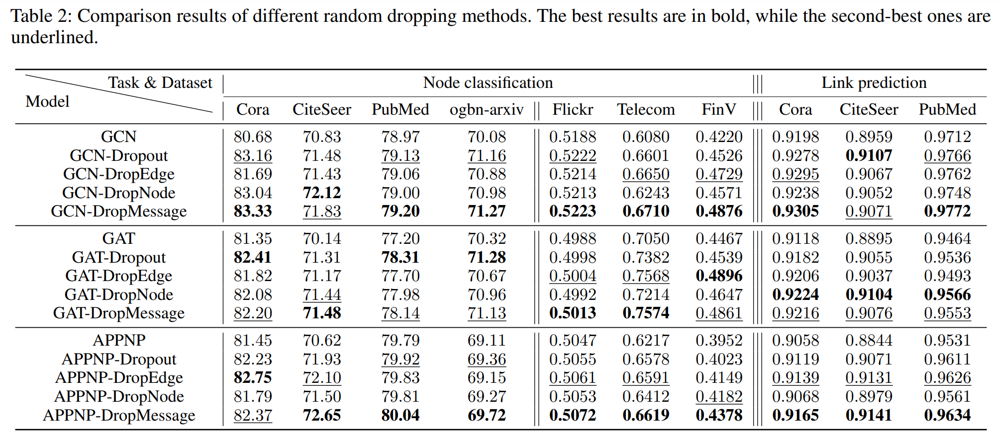 Table 2: Comparison results of different random dropping methods. The best results are in bold, while the second-best ones are
underlined.
Task & Dataset Node classification Link prediction
Model
Cora CiteSeer PubMed ogbn-arxiv Flickr Telecom FinV Cora CiteSeer PubMed
GCN 80.68 70.83 78.97 70.08 0.5188 0.6080 0.4220 0.9198 0.8959 0.9712
GCN-Dropout 83.16 71.48 79.13 71.16 0.5222 0.6601 0.4526 0.9278 0.9107 0.9766
GCN-DropEdge 81.69 71.43 79.06 70.88 0.5214 0.6650 0.4729 0.9295 0.9067 0.9762
GCN-DropNode 83.04 72.12 79.00 70.98 0.5213 0.6243 0.4571 0.9238 0.9052 0.9748
GCN-DropMessage 83.33 71.83 79.20 71.27 0.5223 0.6710 0.4876 0.9305 0.9071 0.9772
GAT 81.35 70.14 77.20 70.32 0.4988 0.7050 0.4467 0.9118 0.8895 0.9464
GAT-Dropout 82.41 71.31 78.31 71.28 0.4998 0.7382 0.4539 0.9182 0.9055 0.9536
GAT-DropEdge 81.82 71.17 77.70 70.67 0.5004 0.7568 0.4896 0.9206 0.9037 0.9493
GAT-DropNode 82.08 71.44 77.98 70.96 0.4992 0.7214 0.4647 0.9224 0.9104 0.9566
GAT-DropMessage 82.20 71.48 78.14 71.13 0.5013 0.7574 0.4861 0.9216 0.9076 0.9553
APPNP 81.45 70.62 79.79 69.11 0.5047 0.6217 0.3952 0.9058 0.8844 0.9531
APPNP-Dropout 82.23 71.93 79.92 69.36 0.5055 0.6578 0.4023 0.9119 0.9071 0.9611
APPNP-DropEdge 82.75 72.10 79.83 69.15 0.5061 0.6591 0.4149 0.9139 0.9131 0.9626
APPNP-DropNode 81.79 71.50 79.81 69.27 0.5053 0.6412 0.4182 0.9068 0.8979 0.9561
APPNP-DropMessage 82.37 72.65 80.04 69.72 0.5072 0.6619 0.4378 0.9165 0.9141 0.9634